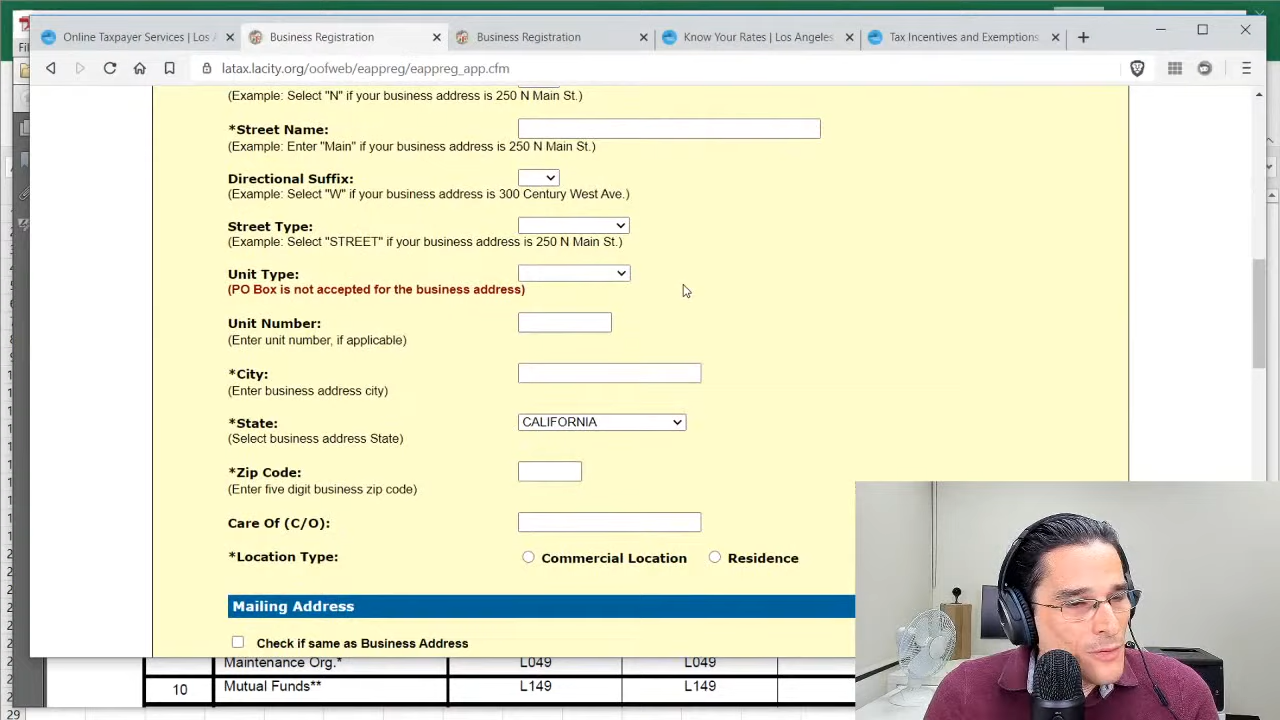 Online Taxpayer Services | Los
Business Registration
Business Registration
Know Your Rates | Los Angeles
Tax Incentives and Exemptions
latax.lacity.org/oofweb/eappreg/eappreg_app.cfm
(Example: Select "N" if your business address is 250 N Main St.)
*Street Name:
(Example: Enter "Main" if your business address is 250 N Main St.)
Directional Suffix:
(Example: Select "W" if your business address is 300 Century West Ave.)
Street Type:
(Example: Select "STREET" if your business address is 250 N Main St.)
Unit Type:
(PO Box is not accepted for the business address)
Unit Number:
(Enter unit number, if applicable)
*City:
(Enter business address city)
*State: CALIFORNIA
(Select business address State)
*Zip Code:
(Enter five digit business zip code)
Care Of (C/O):
*Location Type: Commercial Location Residence
Mailing Address
Check if same as Business Address
Maintenance Org.* L049 L049
10 Mutual Funds** L149 L149
29